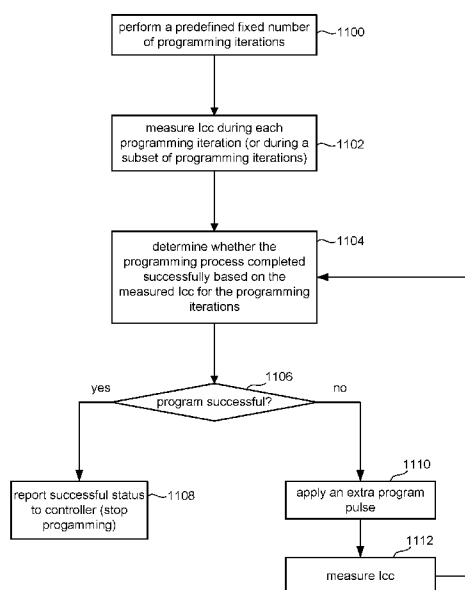 perform a predefined fixed number
of programming iterations
1100
measure Icc during each
programming iteration (or during a
subset of programming iterations)
1102
determine whether the
programming process completed
successfully based on the
measured Icc for the programming
iterations
1104
1106
yes
program successful?
no
report successful status
to controller (stop
progamming)
1108
1110
apply an extra program
pulse
1112
measure Icc